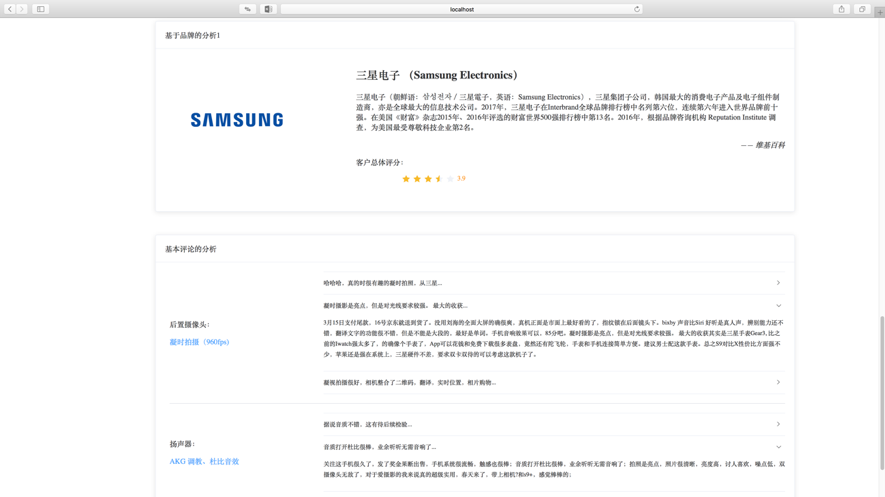 localhost
基于品牌的分析1
三星电子 （Samsung Electronics）
SAMSUNG
三星电子（朝鲜语：삼성전자 / 三星電子，英语：Samsung Electronics），三星集团子公司，韩国最大的消费电子产品及电子组件制
造商，亦是全球最大的信息技术公司。2017年，三星电子在Interbrand全球品牌排行榜中名列第六位，连续第六年进入世界品牌前十
强。在美国《财富》杂志2015年、2016年评选的财富世界500强排行榜中第13名。2016年，根据品牌咨询机构 Reputation Institute 调
查，为美国最受尊敬科技企业第2名。
—— 维基百科
客户总体评分：
3.9
基本评论的分析
哈哈哈，真的时很有趣的凝时拍照，从三星...
凝时摄影是亮点，但是对光线要求较强。 最大的收获...
后置摄像头：
凝时拍摄（960fps)
3月15日支付尾款，16号京东就送到货了。没用刘海的全面大屏的确很爽，真机正面是市面上最好看的了，指纹锁在后面镜头下。bixby 声音比Siri 好听是真人声，辨别能力还不
错，翻译文字的功能很不错，但是不能是大段的，最好是单词。手机音响效果可以，85分吧。凝时摄影是亮点，但是对光线要求较强， 最大的收获其实是三星手表Gear3,比之
前的Iwatch强太多了，的确像个手表了，App可以花钱和免费下载很多表盘，竟然还有陀飞轮，手表和手机连接简单方便。建议男士配这款手表。总之S9对比X性价比方面强不
少，苹果还是强在系统上，三星硬件不差，要求双卡双待的可以考虑这款机子了。
凝视拍摄很好，相机整合了二维码，翻译，实时位置，相片购物...
据说音质不错，这有待后续检验...
扬声器：
AKG 调教，杜比音效
音质打开杜比很棒，业余听听无需音响了...
关注这手机很久了，发了奖金果断出售，手机系统很流畅，触感也很棒；音质打开杜比很棒，业余听听无需音响了；拍照是亮点，照片很清晰，亮度高，讨人喜欢，噪点低，双
摄像头无敌了，对于爱摄影的我来说真的超级实用，春天来了，带上相机?和s9+，感觉棒棒的；